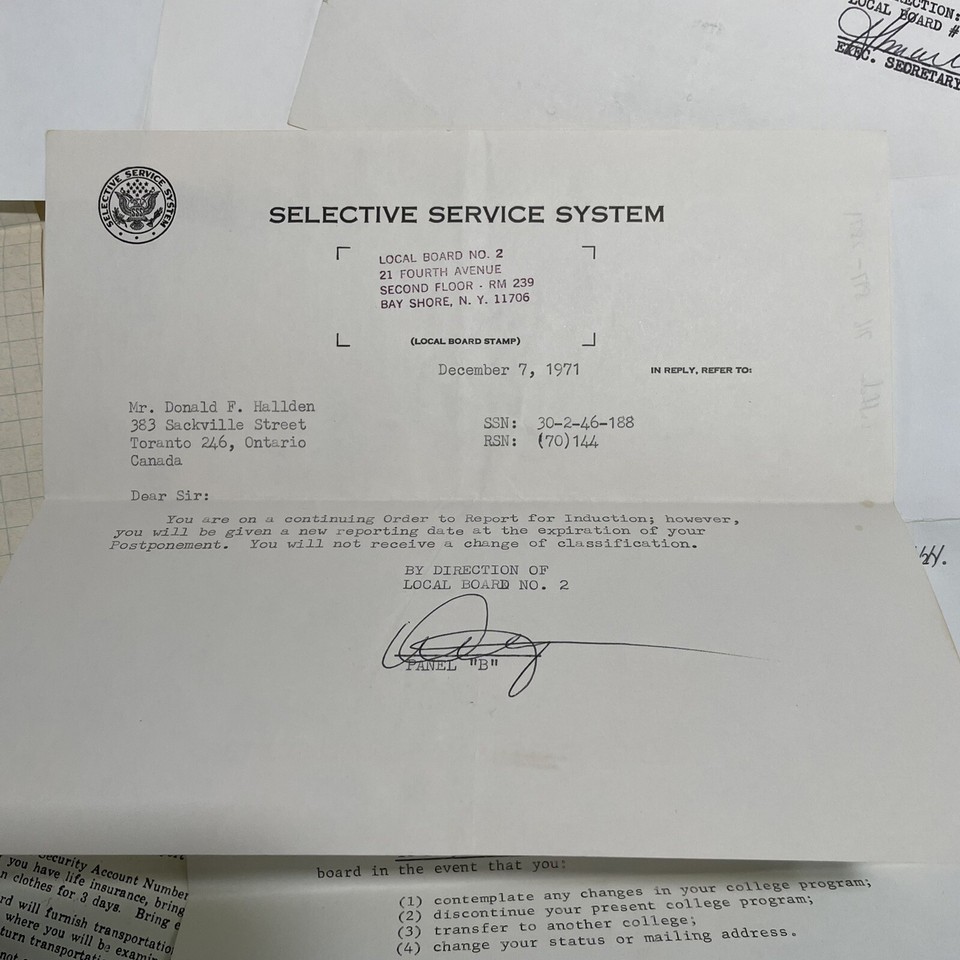 LOCAL BOARD #
EXEC. SECRETARY
SELECTIVE SERVICE SYSTEM
SELECTIVE SERVICE SYSTEM
LOCAL BOARD NO. 2
21 FOURTH AVENUE
SECOND FLOOR - RM 239
BAY SHORE, N. Y. 11706
(LOCAL BOARD STAMP)
December 7, 1971
IN REPLY, REFER TO:
Mr. Donald F. Hallden
383 Sackville Street
Toranto 246, Ontario
Canada
SSN: 30-2-46-188
RSN: (70)144
Dear Sir:
You are on a continuing Order to Report for Induction; however,
you will be given a new reporting date at the expiration of your
Postponement. You will not receive a change of classification.
BY DIRECTION OF
LOCAL BOARD NO. 2
PANEL "B"
Security Account Number
you have life insurance, bring
clothes for 3 days. Bring
will furnish transportatio
where you will be examin
turn transportati
board in the event that you:
(1) contemplate any changes in your college program;
(2) discontinue your present college program;
(3) transfer to another college;
(4) change your status or mailing address.